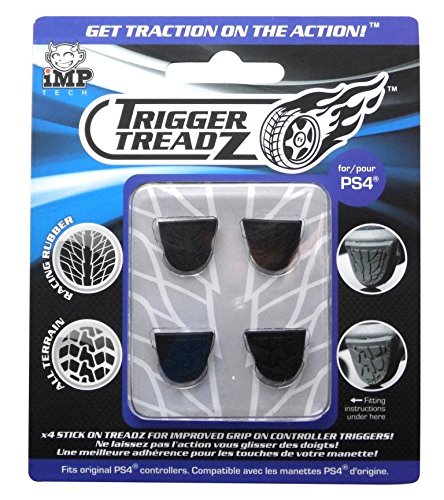 GET TRACTION ON THE ACTION!™
iMP
TECH
TRIGGER
TREADZ
™
for/pour
PS4®
RACING RUBBER
ALL TERRAIN
Fitting
instructions
under here
x4 STICK ON TREADZ FOR IMPROVED GRIP ON CONTROLLER TRIGGERS!
Ne laissez pas l'action vous glisser des doigts!
Une meilleure adhérence pour les touches de votre manette!
Fits original PS4® controllers. Compatible avec les manettes PS4® d'origine.